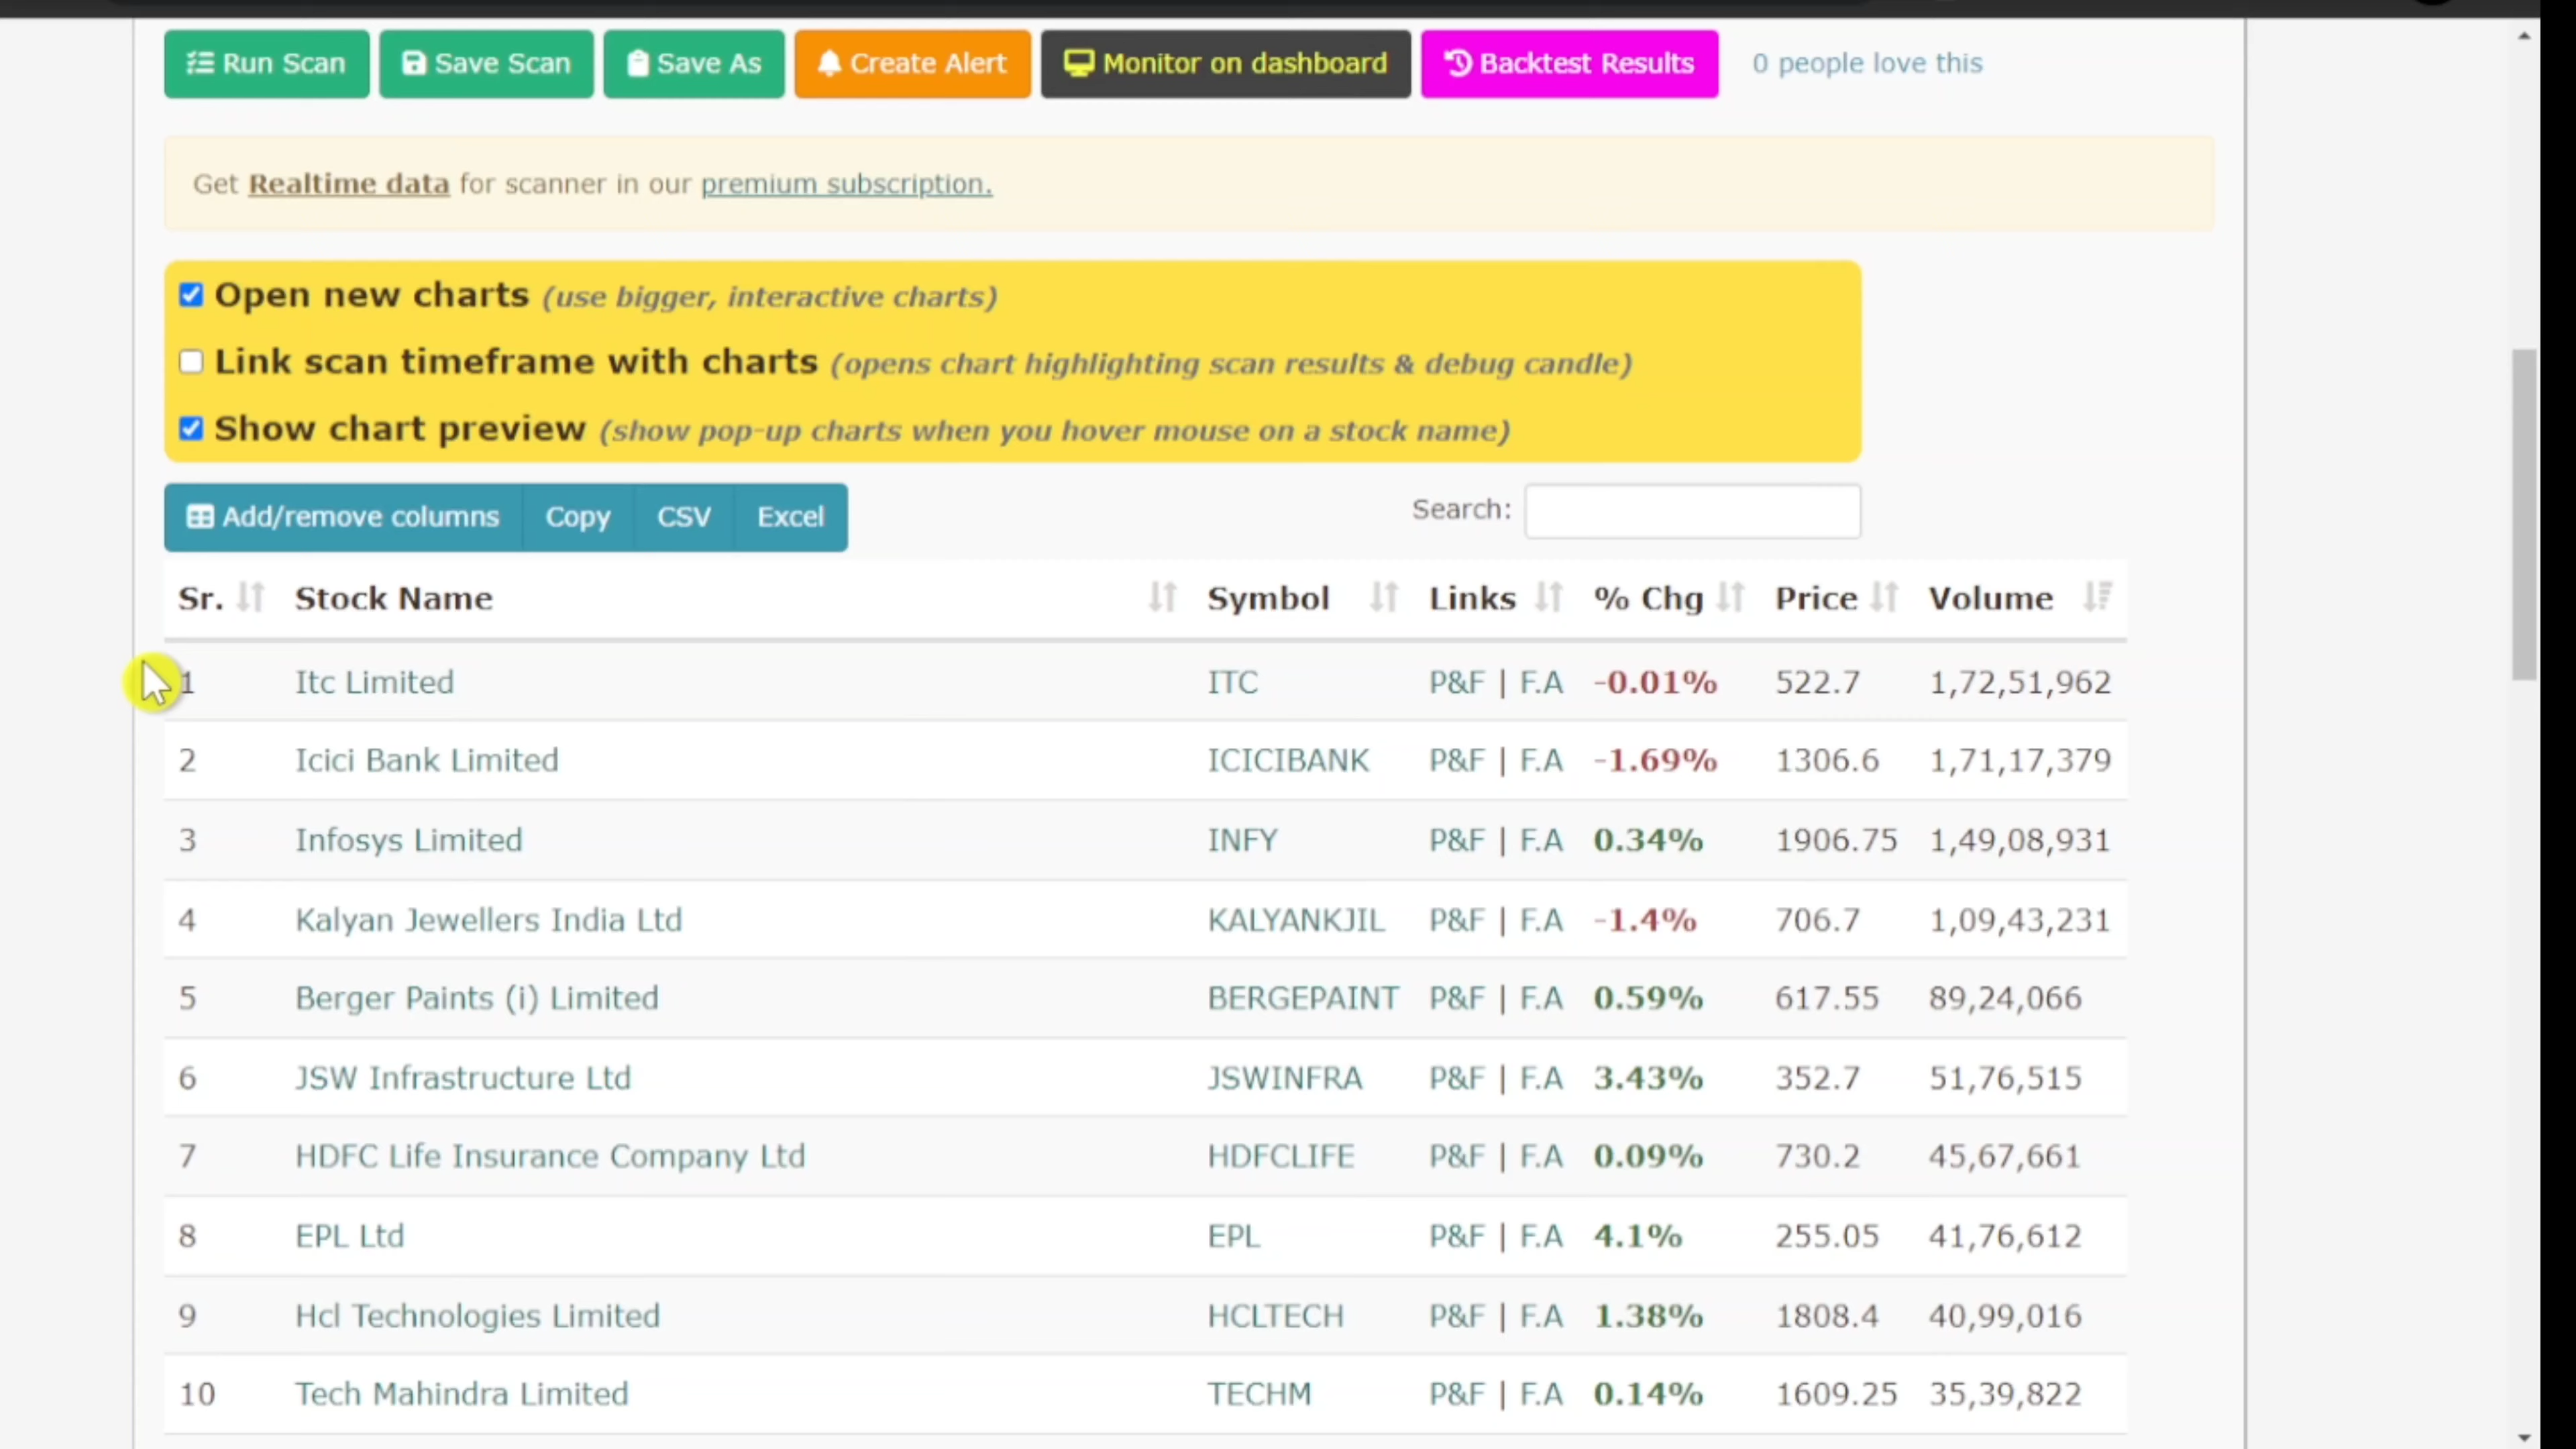 Run Scan Save Scan Save As Create Alert Monitor on dashboard Backtest Results 0 people love this
Get Realtime data for scanner in our premium subscription.
Open new charts (use bigger, interactive charts)
Link scan timeframe with charts (opens chart highlighting scan results & debug candle)
Show chart preview (show pop-up charts when you hover mouse on a stock name)
Add/remove columns Copy CSV Excel Search:
Sr. Stock Name Symbol Links % Chg Price Volume
1 Itc Limited ITC P&F | F.A -0.01% 522.7 1,72,51,962
2 Icici Bank Limited ICICIBANK P&F | F.A -1.69% 1306.6 1,71,17,379
3 Infosys Limited INFY P&F | F.A 0.34% 1906.75 1,49,08,931
4 Kalyan Jewellers India Ltd KALYANKJIL P&F | F.A -1.4% 706.7 1,09,43,231
5 Berger Paints (i) Limited BERGEPAINT P&F | F.A 0.59% 617.55 89,24,066
6 JSW Infrastructure Ltd JSWINFRA P&F | F.A 3.43% 352.7 51,76,515
7 HDFC Life Insurance Company Ltd HDFCLIFE P&F | F.A 0.09% 730.2 45,67,661
8 EPL Ltd EPL P&F | F.A 4.1% 255.05 41,76,612
9 Hcl Technologies Limited HCLTECH P&F | F.A 1.38% 1808.4 40,99,016
10 Tech Mahindra Limited TECHM P&F | F.A 0.14% 1609.25 35,39,822